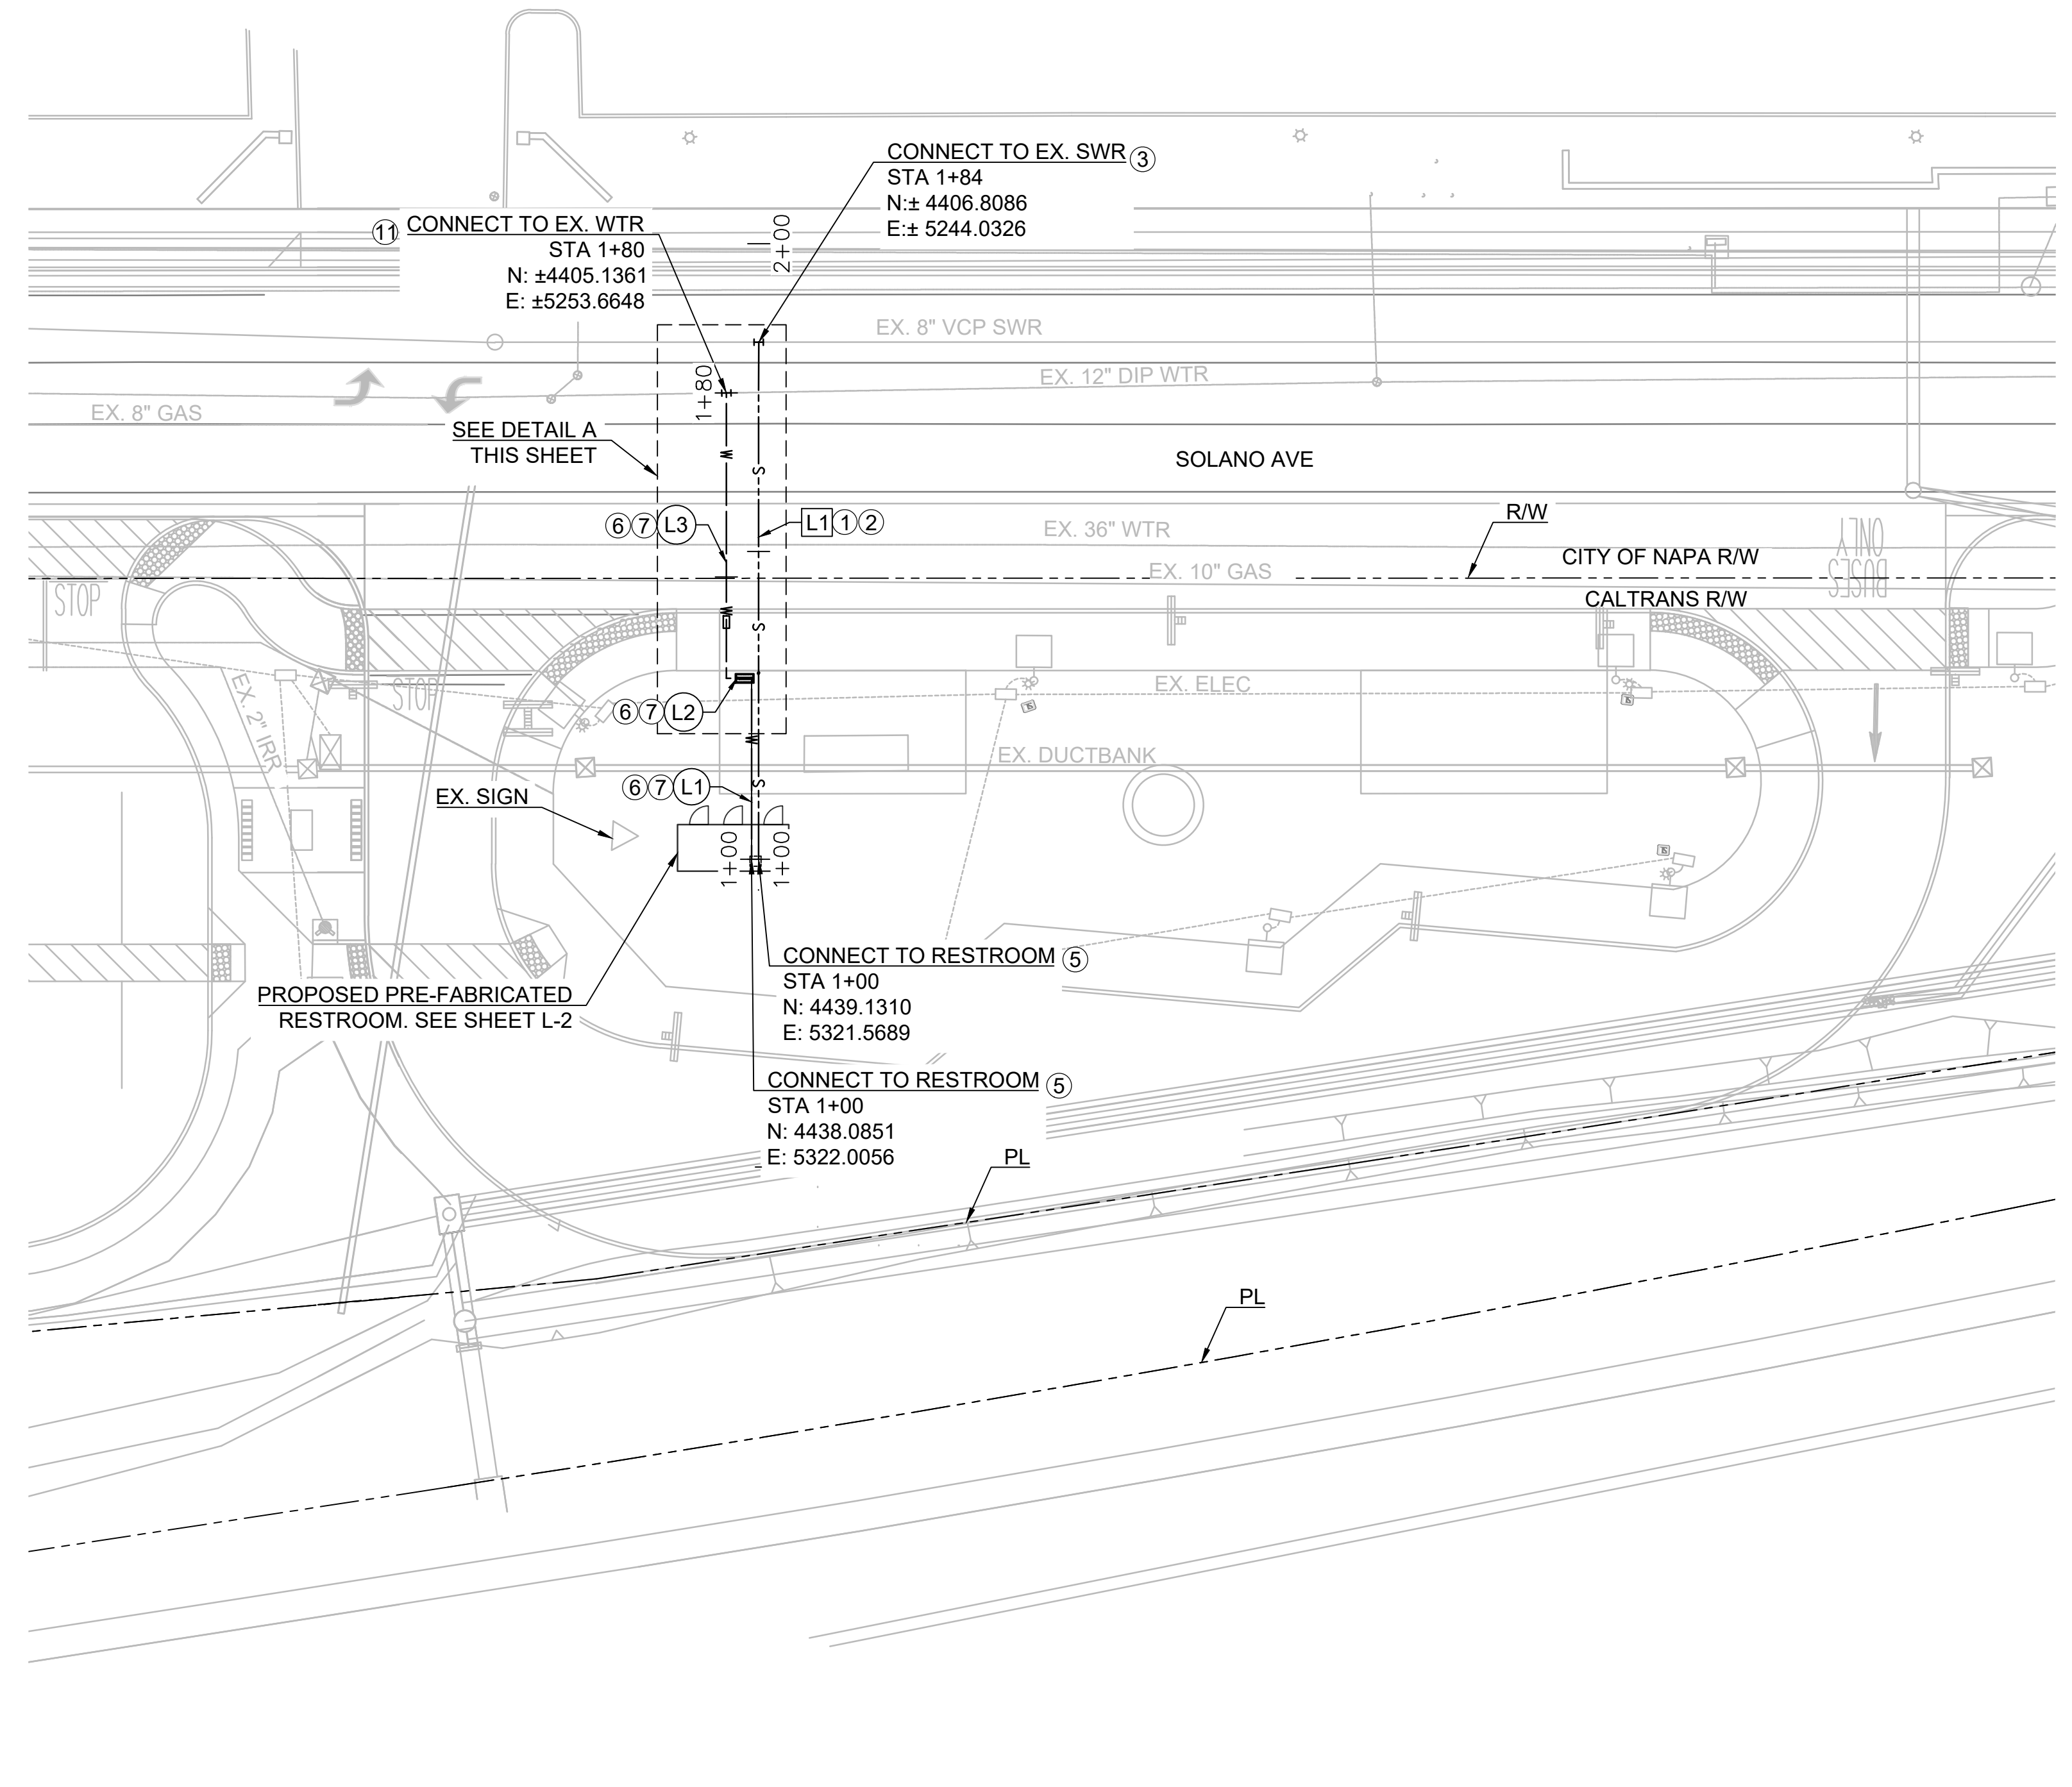 CONNECT TO EX. SWR 3
STA 1+84
N:± 4406.8086
E:± 5244.0326
11 CONNECT TO EX. WTR
STA 1+80
N: ±4405.1361
E: ±5253.6648
2+00
EX. 8" VCP SWR
1+80
EX. 12" DIP WTR
EX. 8" GAS
SEE DETAIL A
THIS SHEET
W
S
SOLANO AVE
6 7 L3
L1 1 2
EX. 36" WTR
R/W
ONLY
BUSES
CITY OF NAPA R/W
EX. 10" GAS
CALTRANS R/W
STOP
W
S
STOP
EX. 2" IRR
EX. ELEC
6 7 L2
W
EX. DUCTBANK
S
6 7 L1
EX. SIGN
1+00
1+00
CONNECT TO RESTROOM 5
STA 1+00
N: 4439.1310
E: 5321.5689
PROPOSED PRE-FABRICATED
RESTROOM. SEE SHEET L-2
CONNECT TO RESTROOM 5
STA 1+00
N: 4438.0851
E: 5322.0056
PL
PL